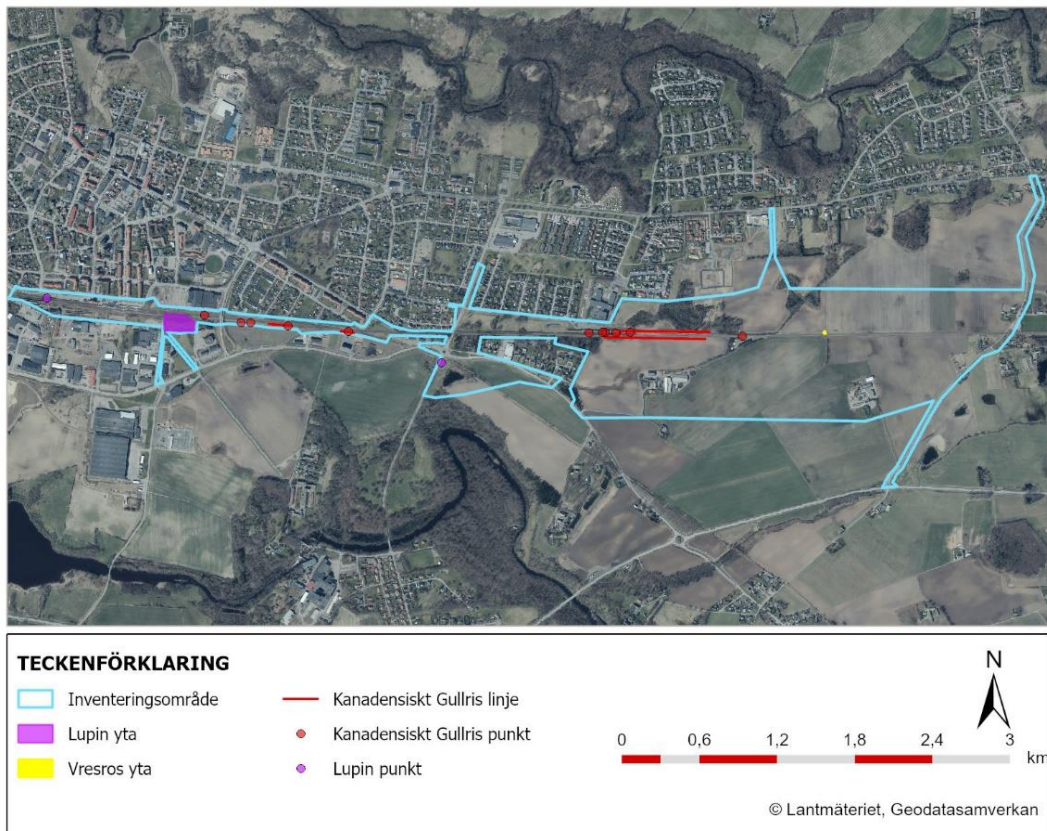 TECKENFÖRKLARING
Inventeringsområde
Lupin yta
Vresros yta
Kanadensiskt Gullris linje
Kanadensiskt Gullris punkt
Lupin punkt
N
0 0,6 1,2 1,8 2,4 3
km
© Lantmäteriet, Geodatasamverkan